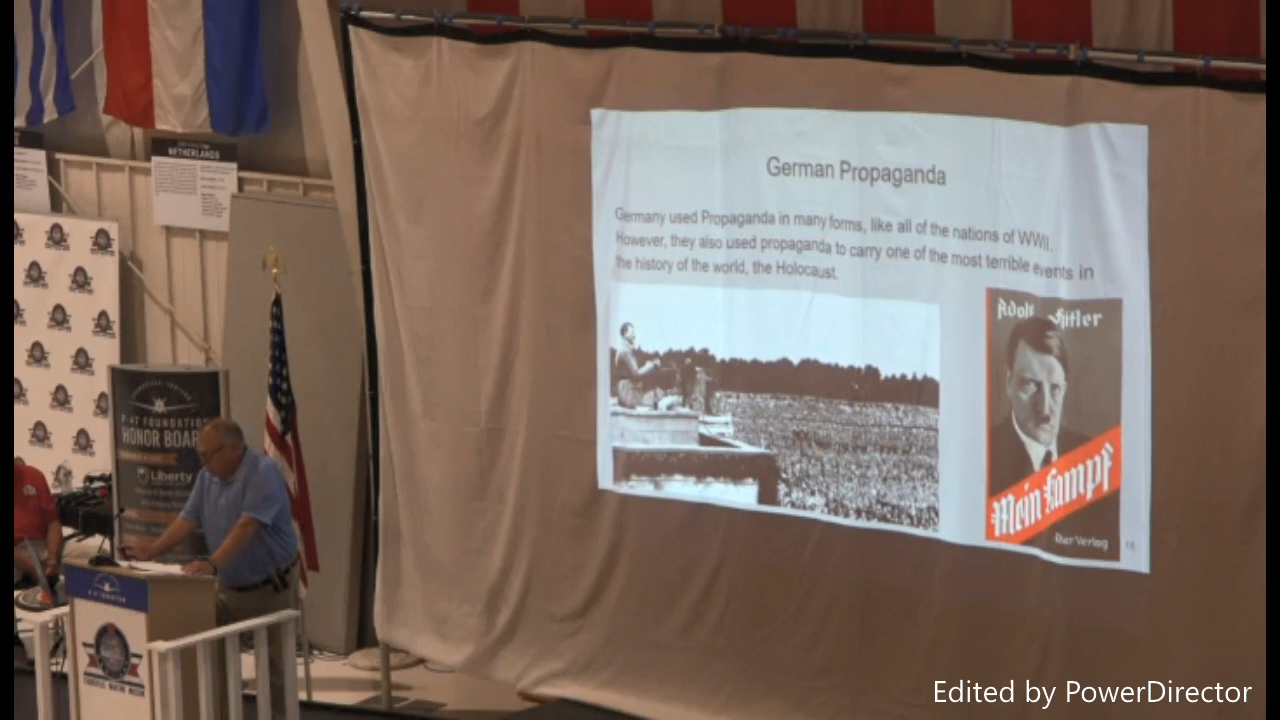 NETHERLANDS
German Propaganda
Germany used Propaganda in many forms, like all of the nations of WWII.
However, they also used propaganda to carry one of the most terrible events in
the history of the world, the Holocaust.
Adolf Hitler
Mein Kampf
Eher Verlag
P-47 FOUNDATION
HONOR BOARD
Liberty
Edited by PowerDirector